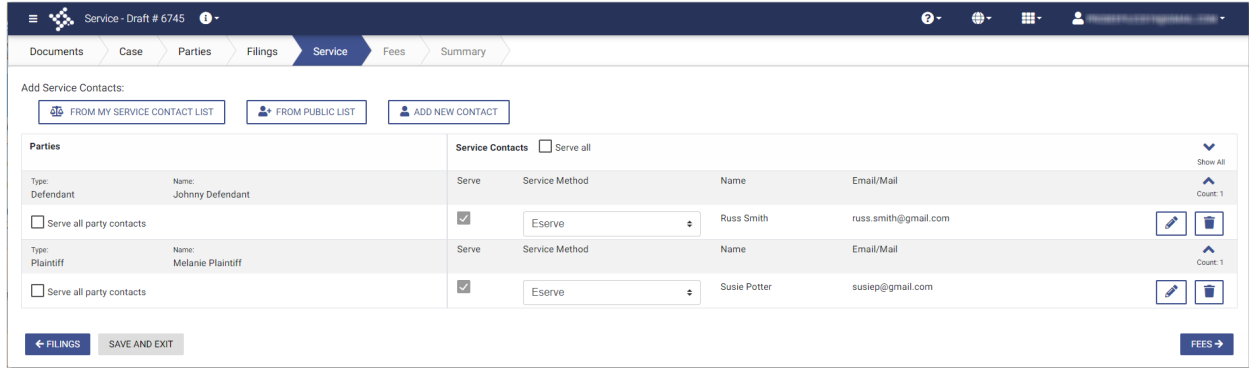 Service - Draft # 6745
Documents Case Parties Filings Service Fees Summary
Add Service Contacts:
FROM MY SERVICE CONTACT LIST FROM PUBLIC LIST ADD NEW CONTACT
Parties Service Contacts Serve all
Show All
Type: Name: Serve Service Method Name Email/Mail
Defendant Johnny Defendant Count: 1
Serve all party contacts Eserve Russ Smith russ.smith@gmail.com
Type: Name: Serve Service Method Name Email/Mail
Plaintiff Melanie Plaintiff Count: 1
Serve all party contacts Eserve Susie Potter susiep@gmail.com
FILINGS SAVE AND EXIT FEES